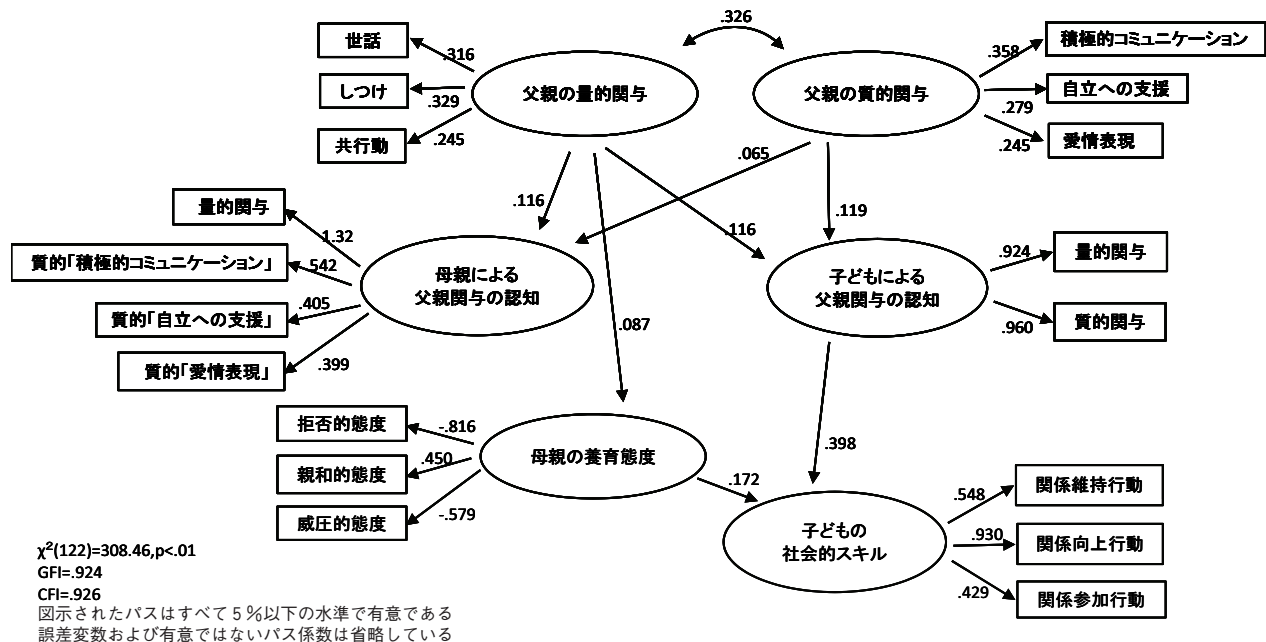 .326
世話
.316
しつけ
.329
共行動
.245
父親の量的関与
父親の質的関与
.358
積極的コミュニケーション
自立への支援
.279
愛情表現
.245
.116
.065
.116
.119
量的関与
1.32
質的「積極的コミュニケーション」
.542
質的「自立への支援」
.405
質的「愛情表現」
.399
母親による
父親関与の認知
子どもによる
父親関与の認知
.924
量的関与
.960
質的関与
.087
.398
拒否的態度
-.816
親和的態度
.450
威圧的態度
-.579
母親の養育態度
.172
子どもの
社会的スキル
.548
関係維持行動
.930
関係向上行動
.429
関係参加行動
χ²(122)=308.46,p<.01
GFI=.924
CFI=.926
図示されたパスはすべて5％以下の水準で有意である
誤差変数および有意ではないパス係数は省略している